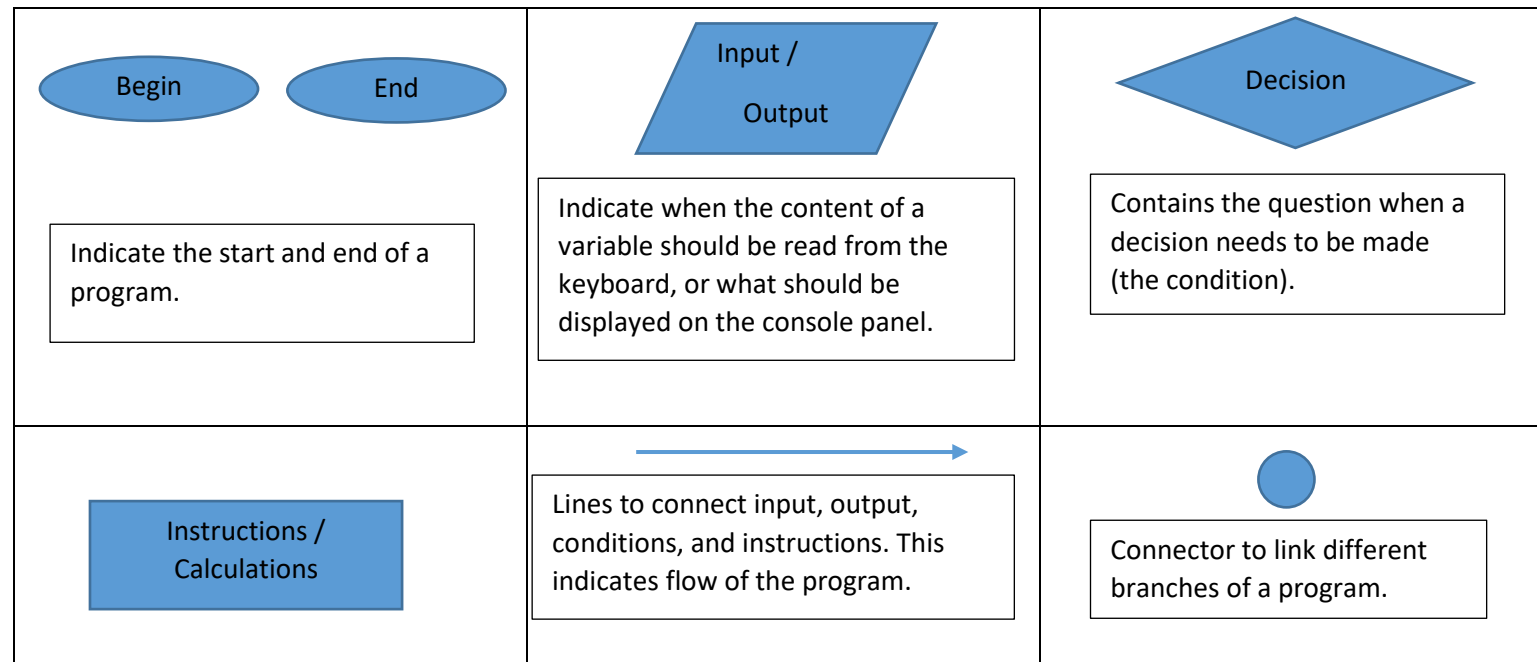 Begin
End
Indicate the start and end of a
program.
Input /
Output
Indicate when the content of a
variable should be read from the
keyboard, or what should be
displayed on the console panel.
Decision
Contains the question when a
decision needs to be made
(the condition).
Instructions /
Calculations
Lines to connect input, output,
conditions, and instructions. This
indicates flow of the program.
Connector to link different
branches of a program.